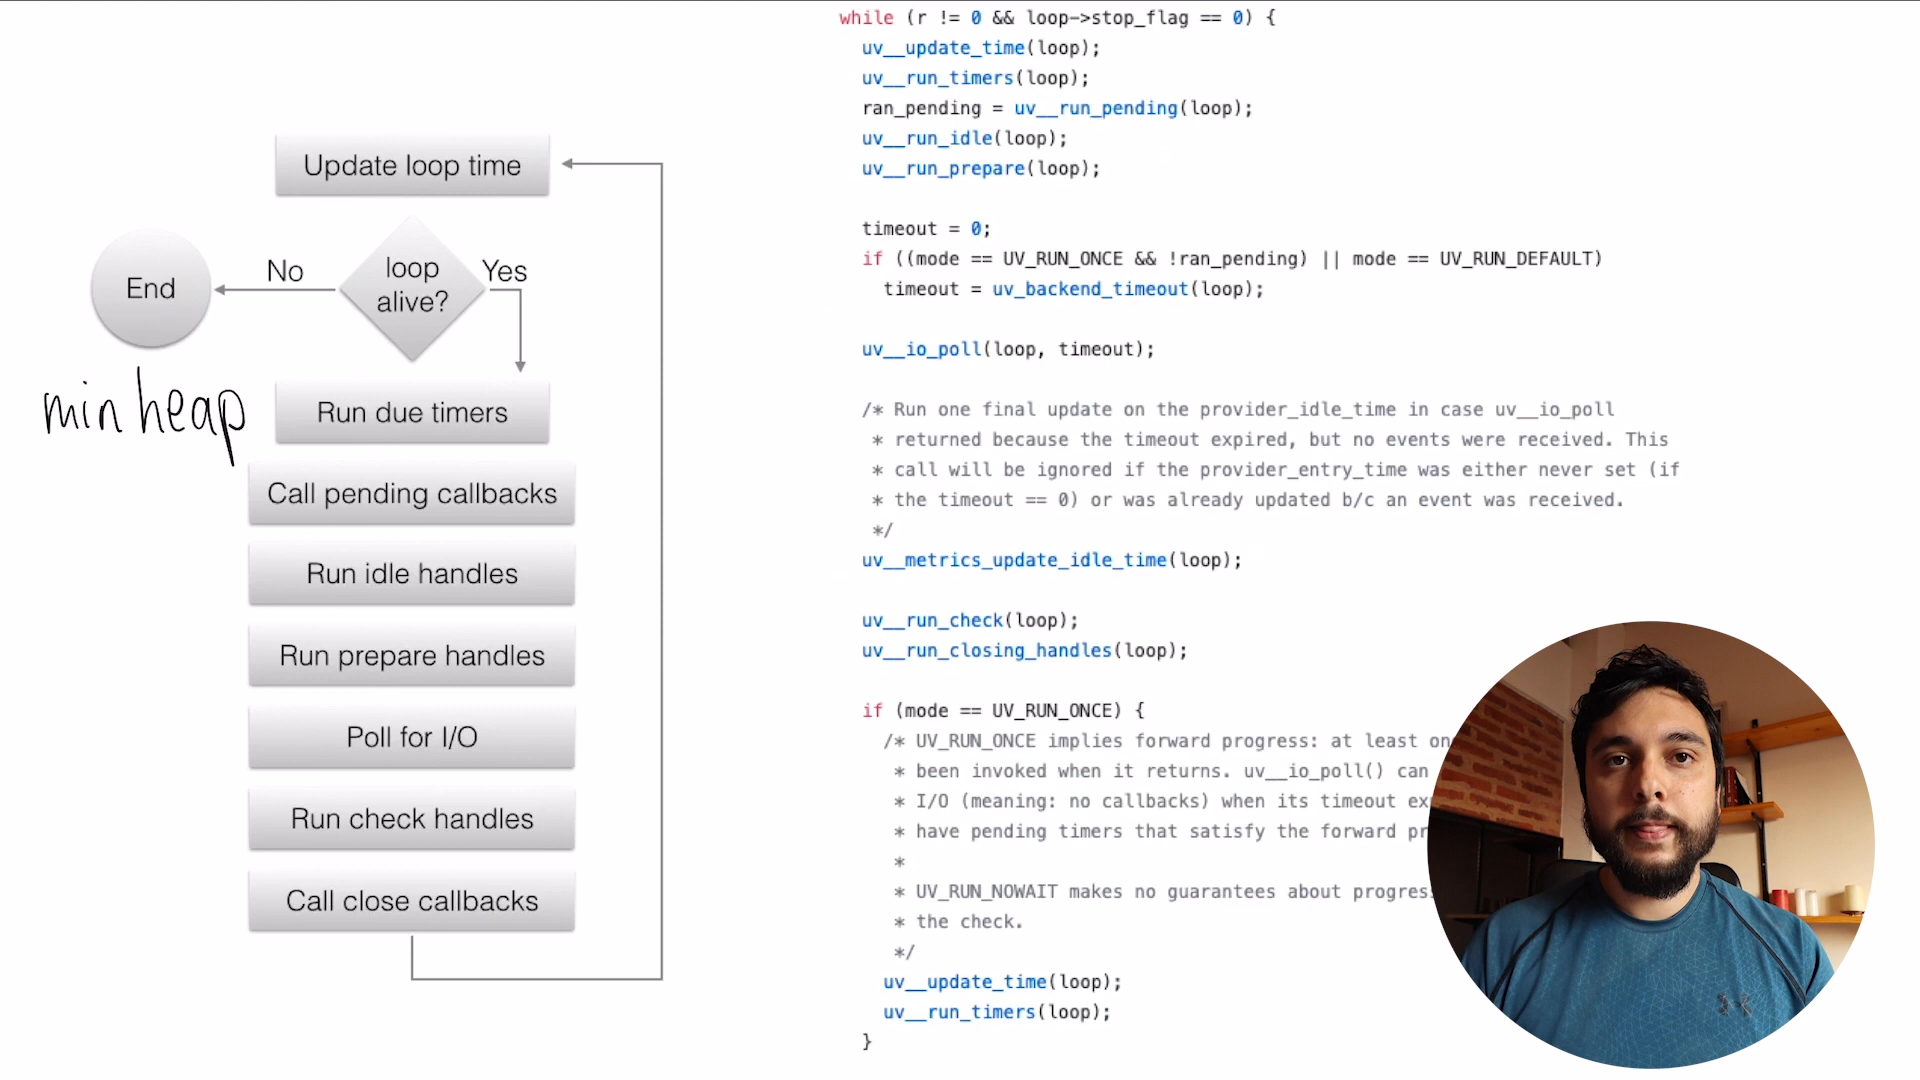 Update loop time
loop
alive?
No
Yes
End
min heap
Run due timers
Call pending callbacks
Run idle handles
Run prepare handles
Poll for I/O
Run check handles
Call close callbacks
while (r != 0 && loop->stop_flag == 0) {
uv__update_time(loop);
uv__run_timers(loop);
ran_pending = uv__run_pending(loop);
uv__run_idle(loop);
uv__run_prepare(loop);
timeout = 0;
if ((mode == UV_RUN_ONCE && !ran_pending) || mode == UV_RUN_DEFAULT)
timeout = uv_backend_timeout(loop);
uv__io_poll(loop, timeout);
/* Run one final update on the provider_idle_time in case uv__io_poll
* returned because the timeout expired, but no events were received. This
* call will be ignored if the provider_entry_time was either never set (if
* the timeout == 0) or was already updated b/c an event was received.
*/
uv__metrics_update_idle_time(loop);
uv__run_check(loop);
uv__run_closing_handles(loop);
if (mode == UV_RUN_ONCE) {
/* UV_RUN_ONCE implies forward progress: at least on
* been invoked when it returns. uv__io_poll() can
* I/O (meaning: no callbacks) when its timeout ex
* have pending timers that satisfy the forward pr
*
* UV_RUN_NOWAIT makes no guarantees about progres
* the check.
*/
uv__update_time(loop);
uv__run_timers(loop);
}